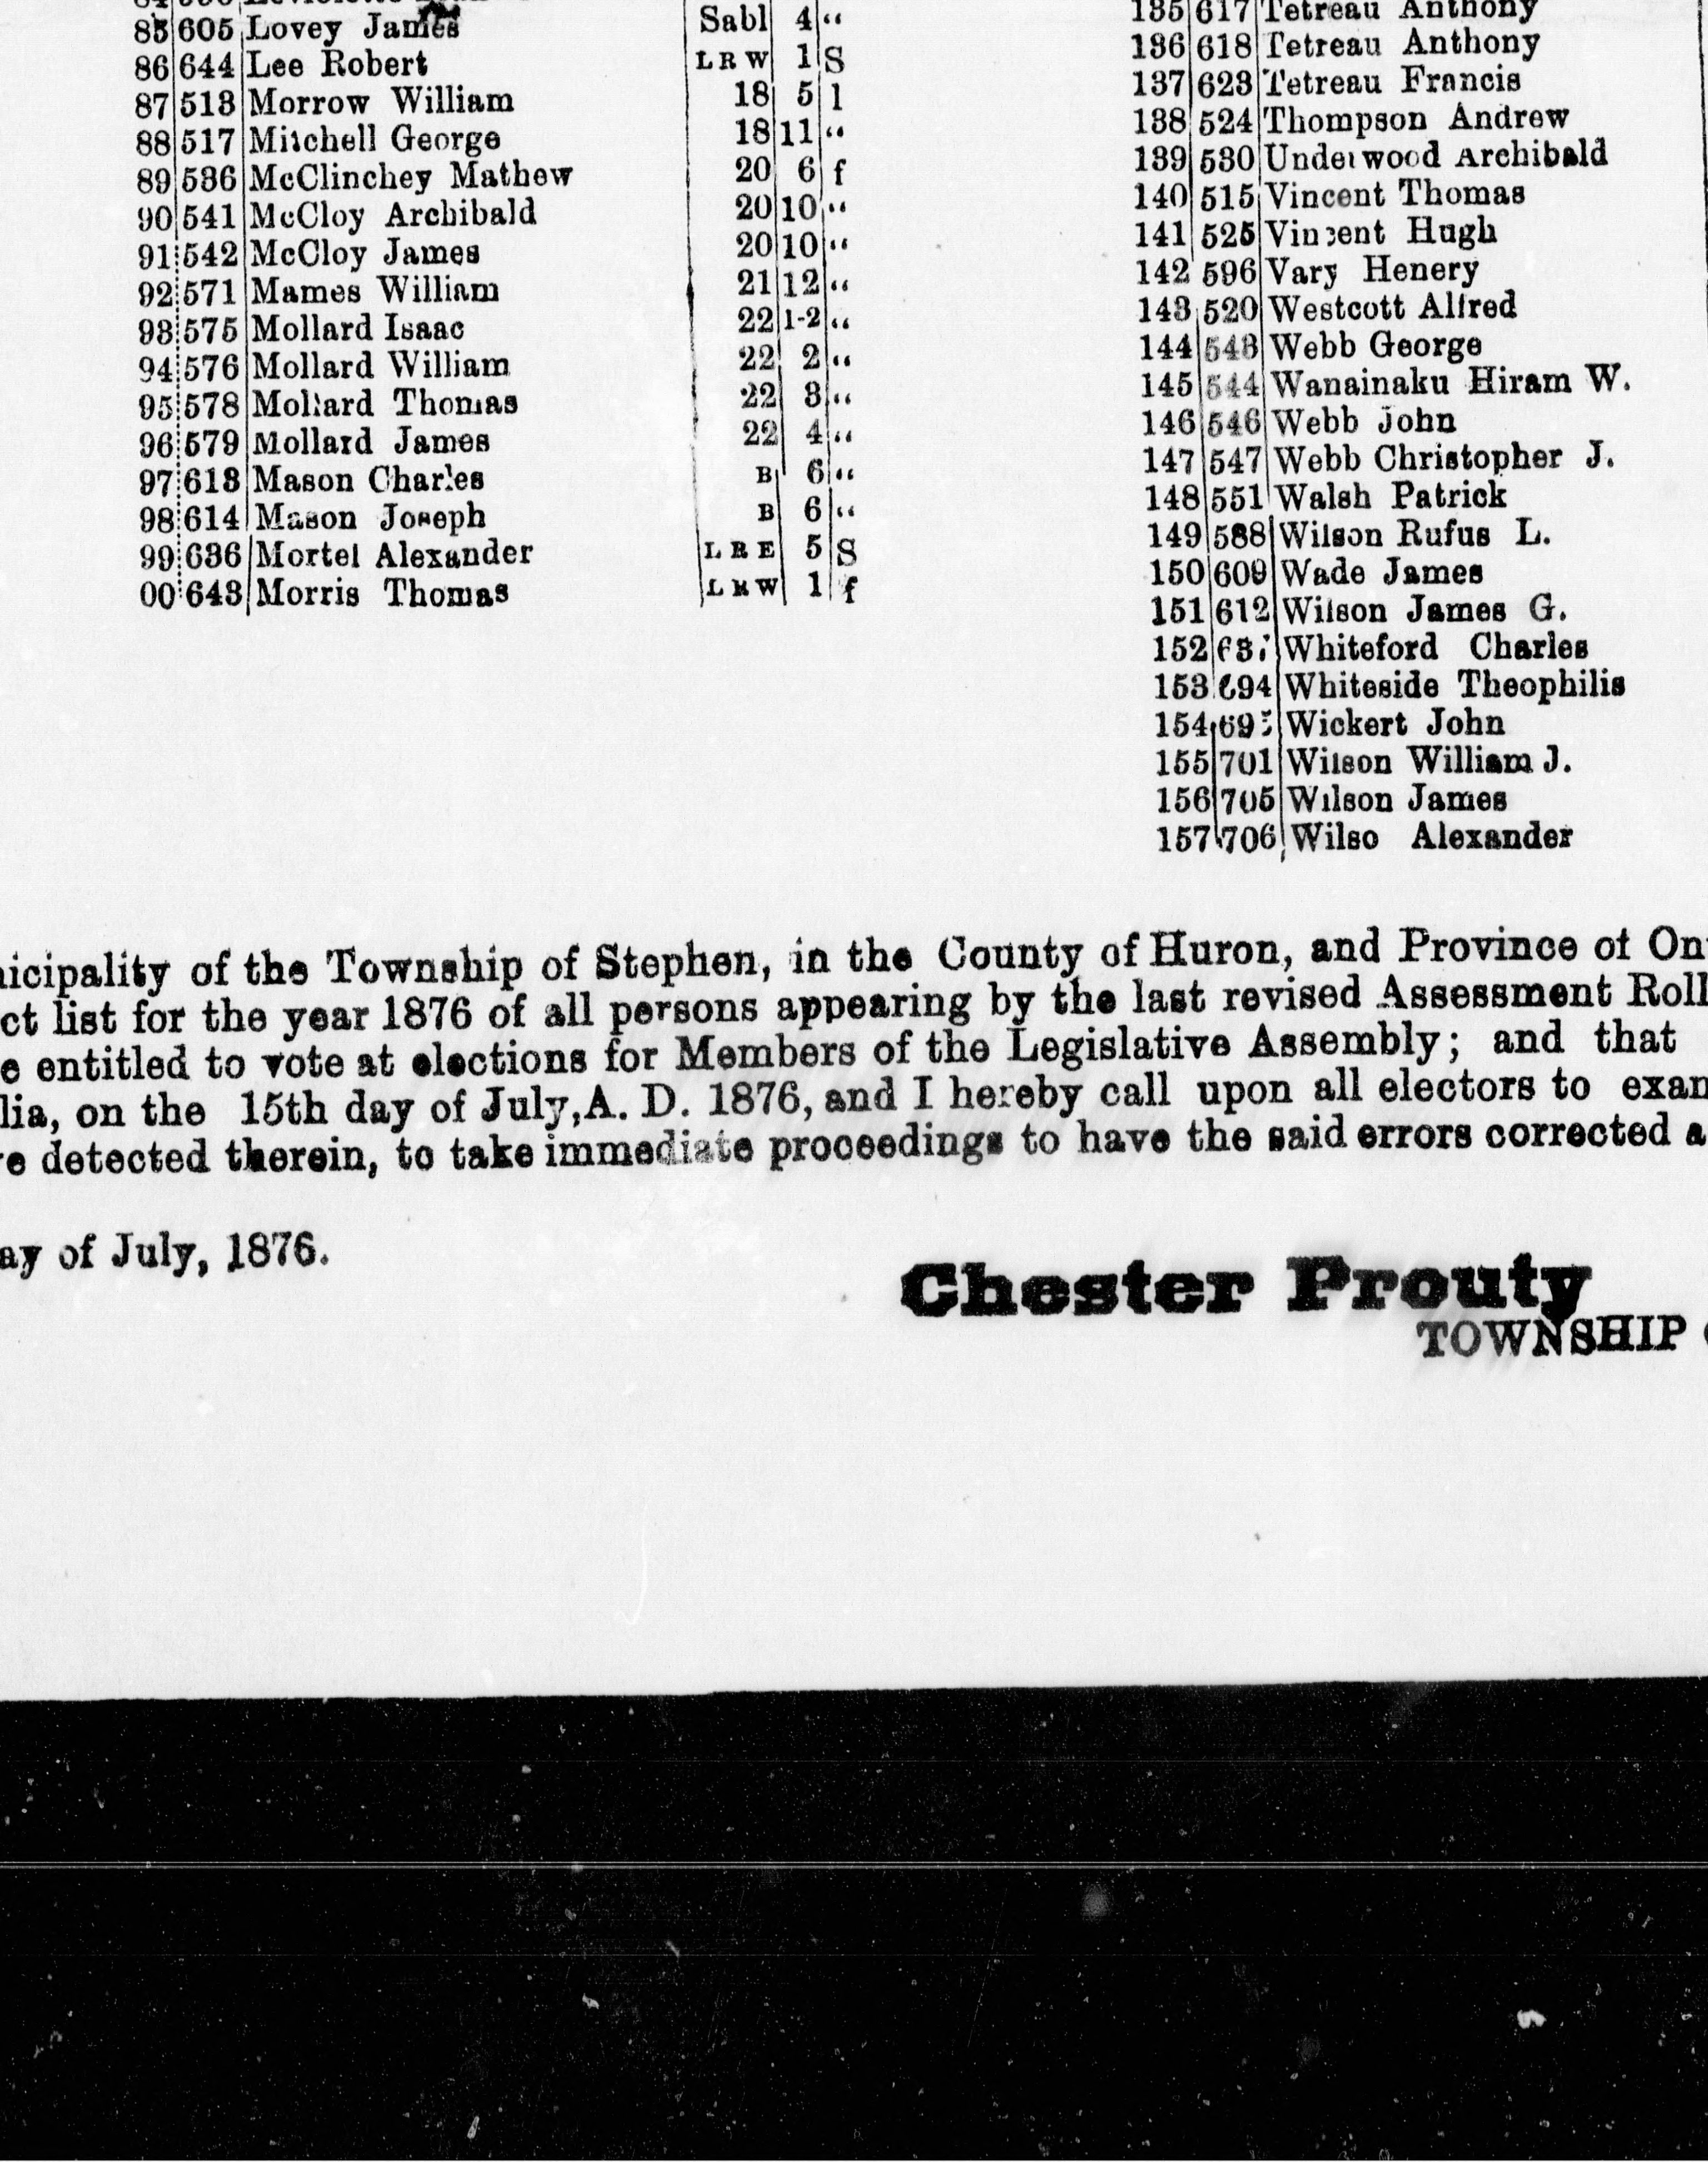 85 605 Lovey James Sabl 4 “
86 644 Lee Robert L R W 1 S
87 513 Morrow William 18 5 l
88 517 Mitchell George 18 11 “
89 536 McClinchey Mathew 20 6 f
90 541 McCloy Archibald 20 10 “
91 542 McCloy James 20 10 “
92 571 Mames William 21 12 “
93 575 Mollard Isaac 22 1-2 “
94 576 Mollard William 22 2 “
95 578 Mollard Thomas 22 3 “
96 579 Mollard James 22 4 “
97 613 Mason Charles B 6 “
98 614 Mason Joseph B 6 “
99 636 Mortel Alexander L R E 5 S
00 643 Morris Thomas L R W 1 f
135 617 Tetreau Anthony
136 618 Tetreau Anthony
137 623 Tetreau Francis
138 524 Thompson Andrew
139 530 Underwood Archibald
140 515 Vincent Thomas
141 525 Vincent Hugh
142 596 Vary Henery
143 520 Westcott Alfred
144 543 Webb George
145 544 Wanainaku Hiram W.
146 546 Webb John
147 547 Webb Christopher J.
148 551 Walsh Patrick
149 588 Wilson Rufus L.
150 609 Wade James
151 612 Wilson James G.
152 Whiteford Charles
153 694 Whiteside Theophilis
154 695 Wickert John
155 701 Wilson William J.
156 705 Wilson James
157 706 Wilso Alexander
nicipality of the Township of Stephen, in the County of Huron, and Province of On
ct list for the year 1876 of all persons appearing by the last revised Assessment Roll
e entitled to vote at elections for Members of the Legislative Assembly; and that
lia, on the 15th day of July, A. D. 1876, and I hereby call upon all electors to exam
re detected therein, to take immediate proceedings to have the said errors corrected a
ay of July, 1876.
Chester Prouty
TOWNSHIP